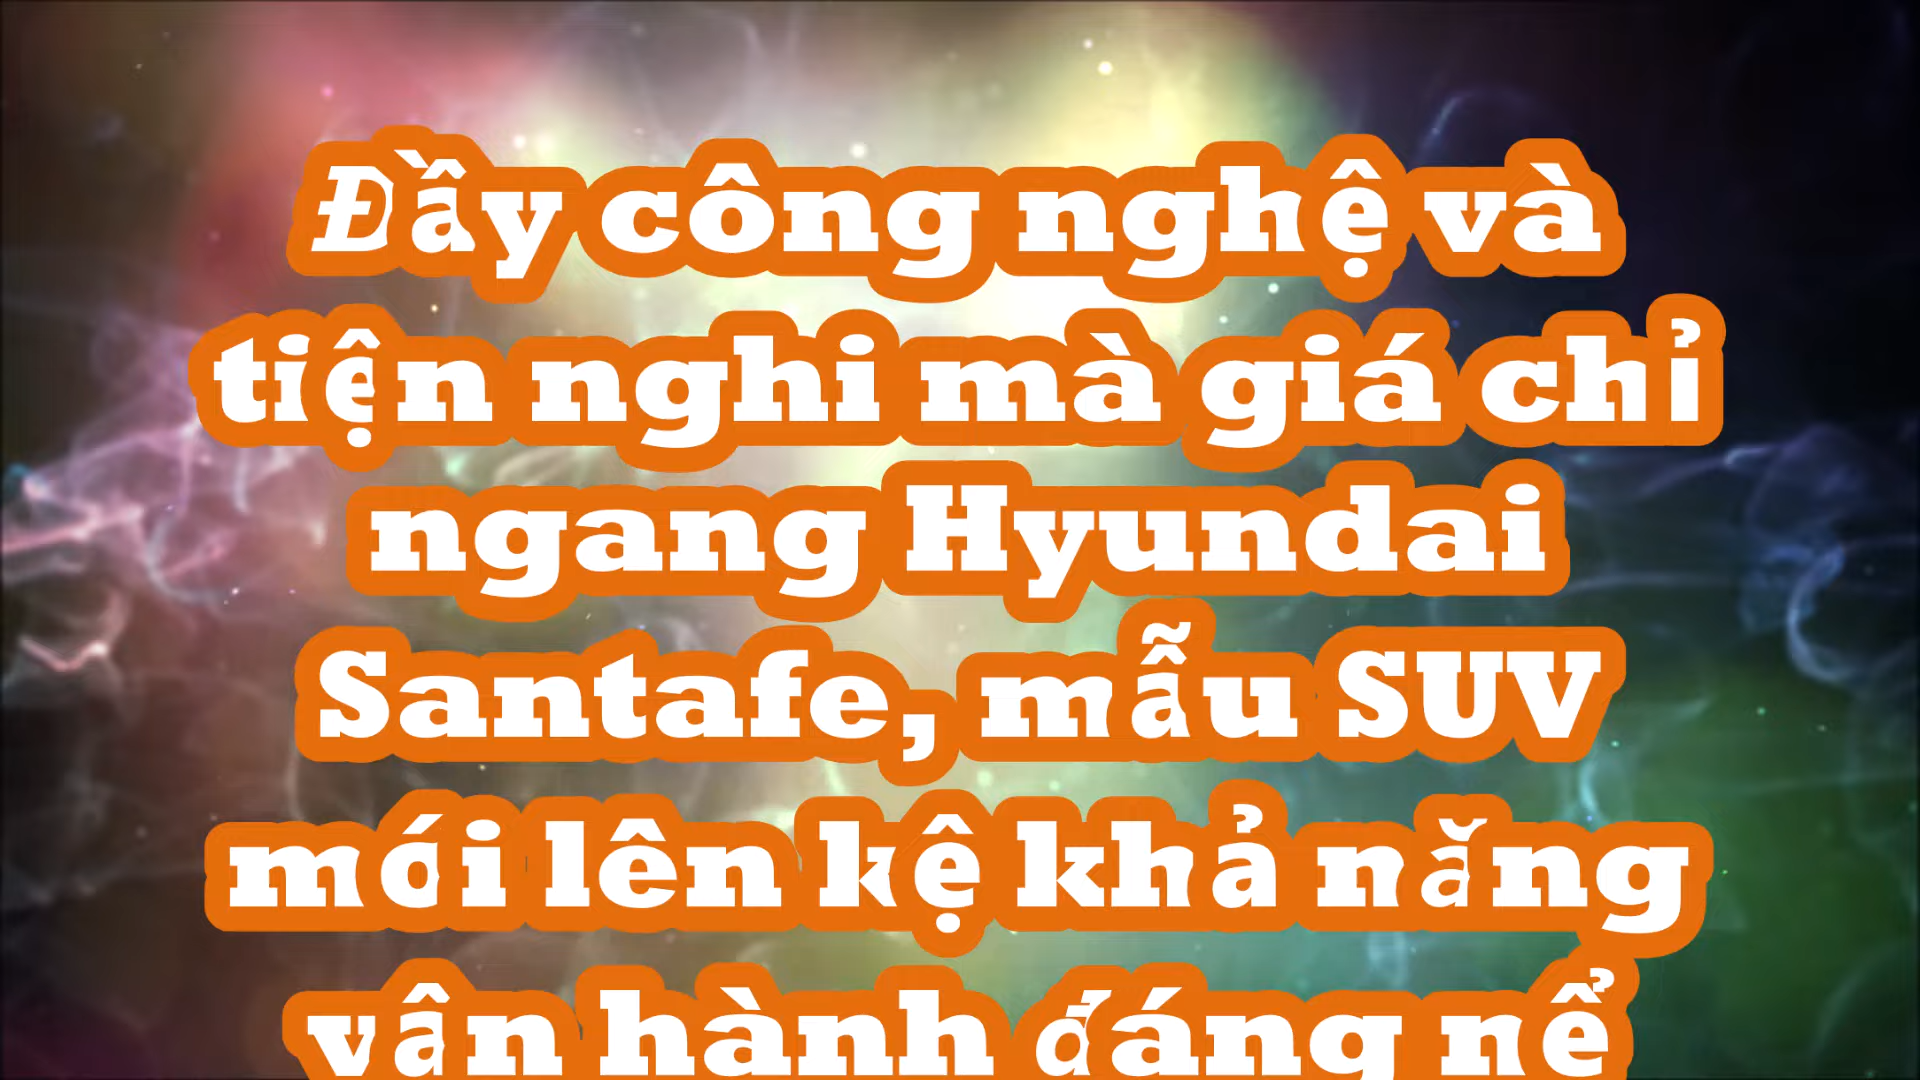 Đầy công nghệ và
tiện nghi mà giá chỉ
ngang Hyundai
Santafe, mẫu SUV
mới lên kệ khả năng
vận hành đáng nể